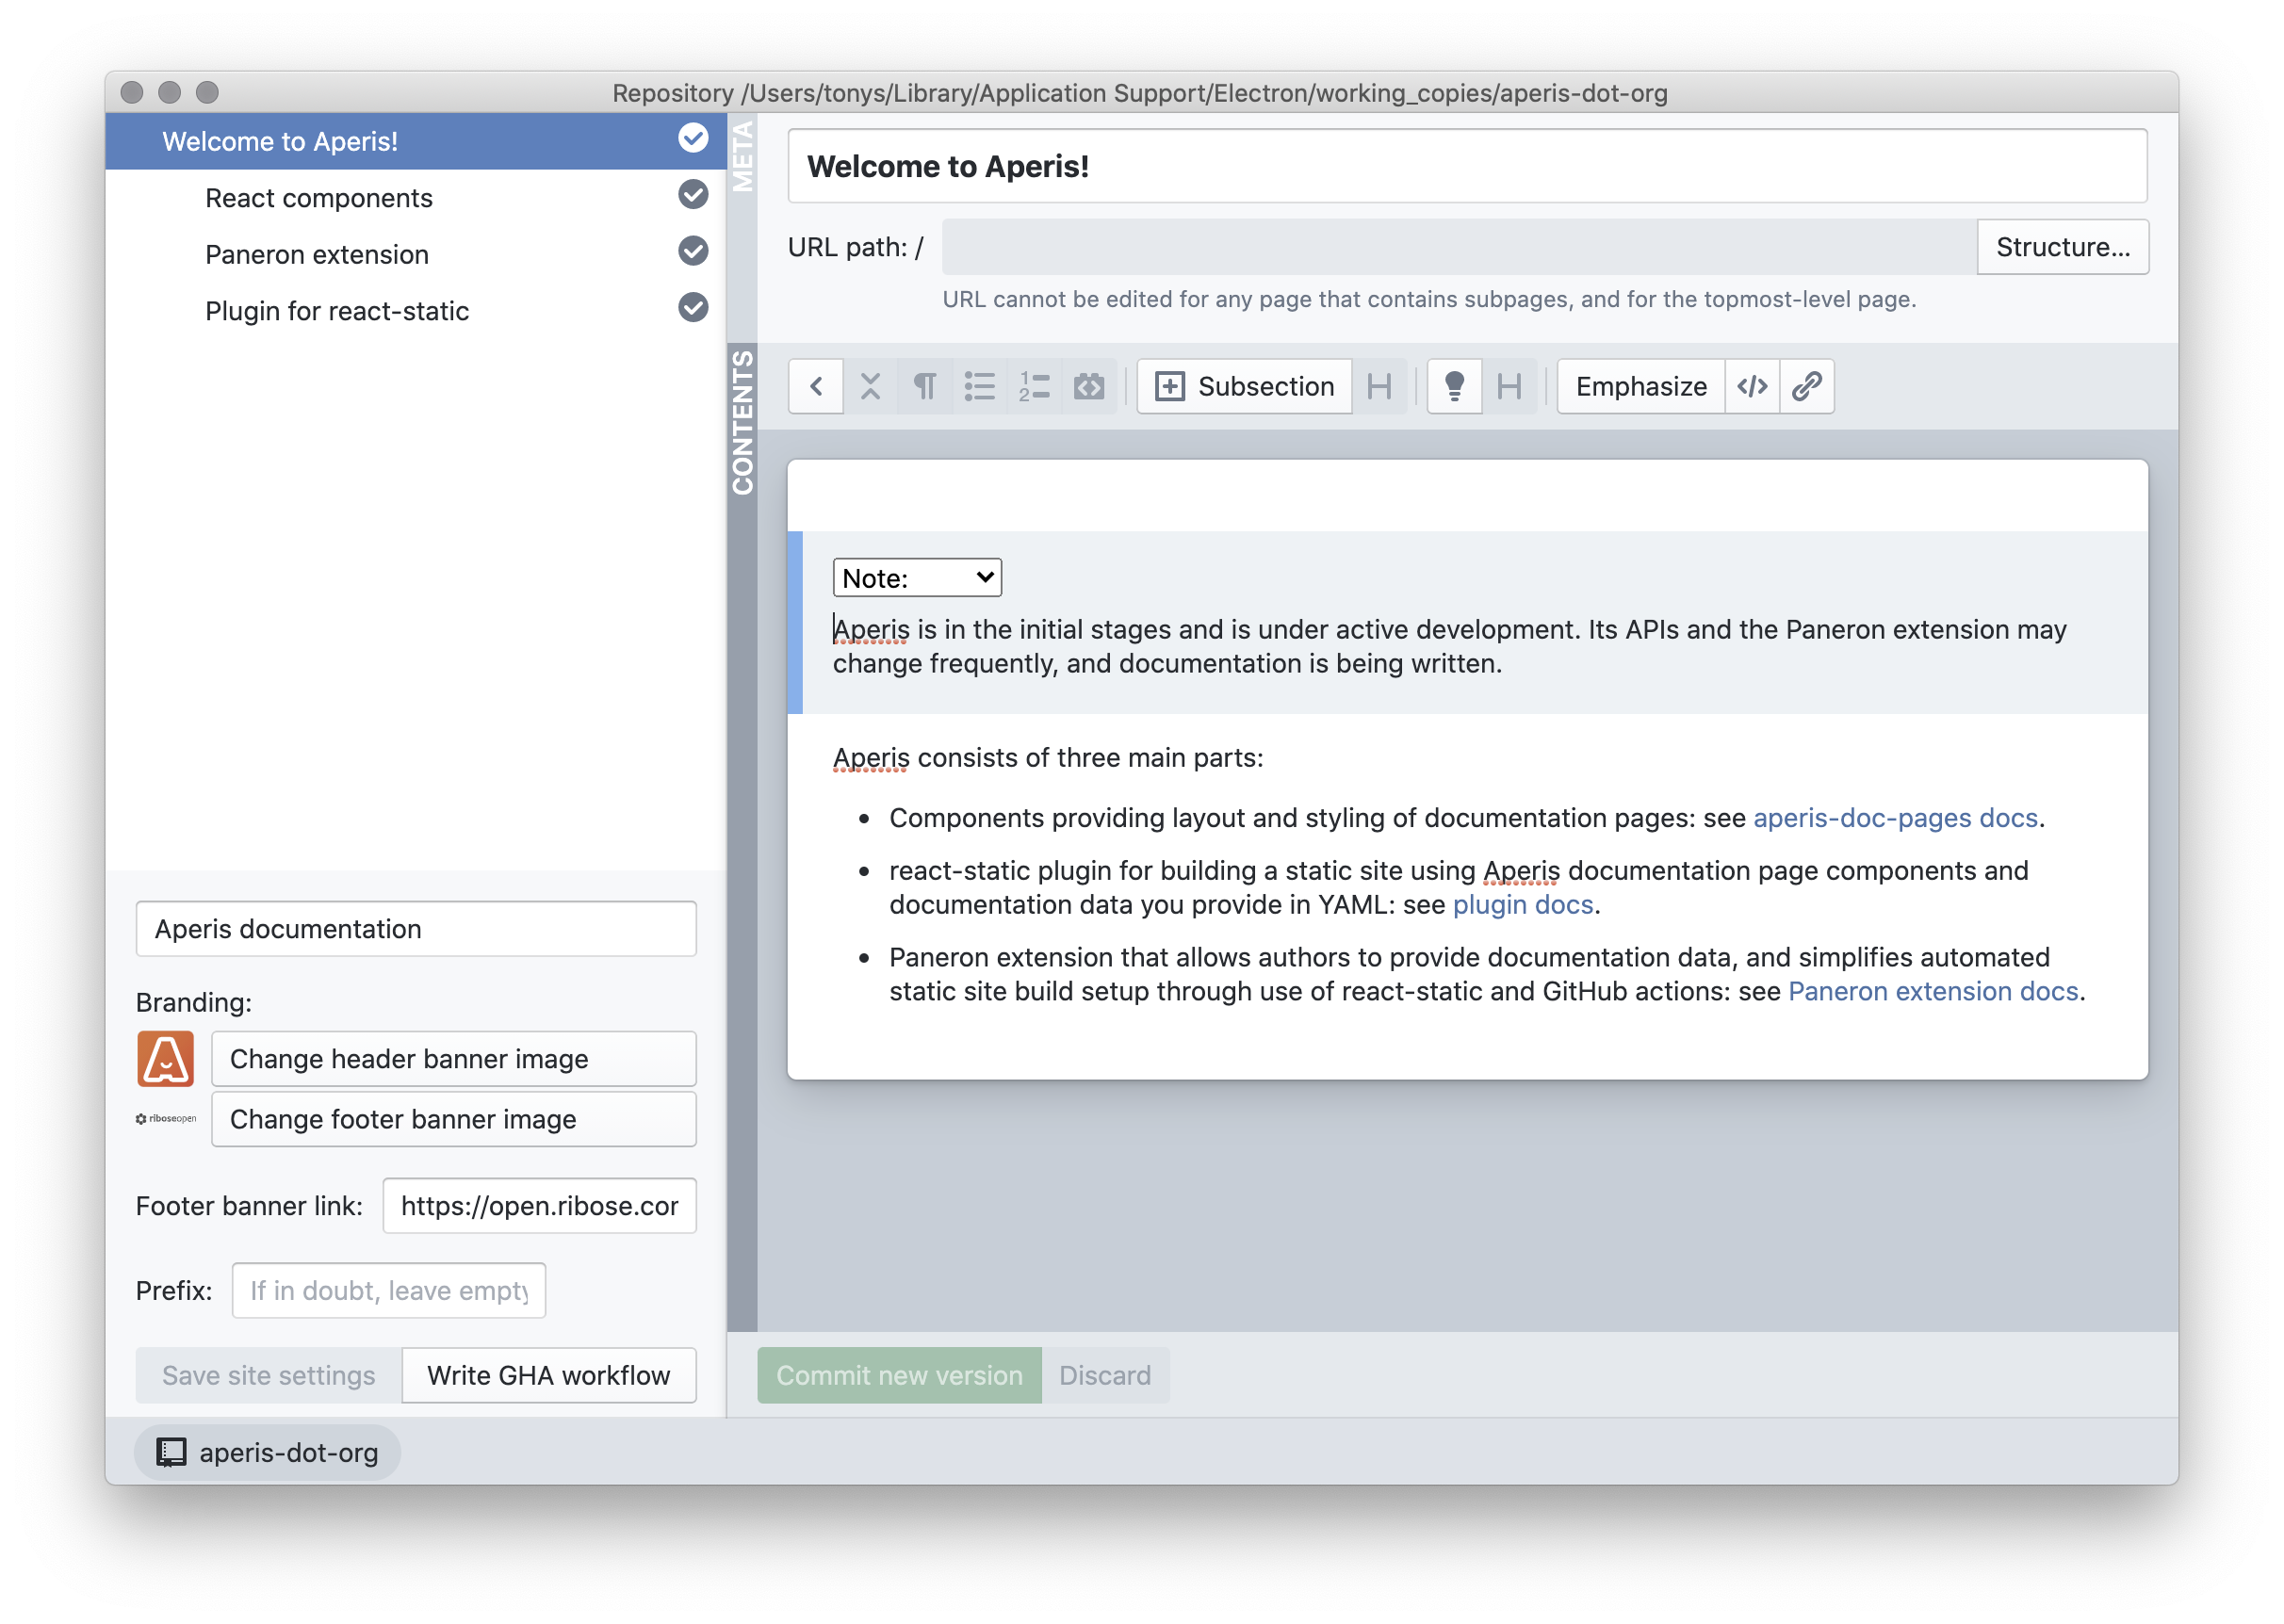 Repository /Users/tonys/Library/Application Support/Electron/working_copies/aperis-dot-org
Welcome to Aperis!
React components
Paneron extension
Plugin for react-static
META
Welcome to Aperis!
URL path: /
Structure...
URL cannot be edited for any page that contains subpages, and for the topmost-level page.
CONTENTS
Subsection
Emphasize
Note:
Aperis is in the initial stages and is under active development. Its APIs and the Paneron extension may
change frequently, and documentation is being written.
Aperis consists of three main parts:
Components providing layout and styling of documentation pages: see aperis-doc-pages docs.
react-static plugin for building a static site using Aperis documentation page components and
documentation data you provide in YAML: see plugin docs.
Paneron extension that allows authors to provide documentation data, and simplifies automated
static site build setup through use of react-static and GitHub actions: see Paneron extension docs.
Aperis documentation
Branding:
Change header banner image
riboseopen
Change footer banner image
Footer banner link: https://open.ribose.cor
Prefix: If in doubt, leave empty
Save site settings
Write GHA workflow
Commit new version
Discard
aperis-dot-org